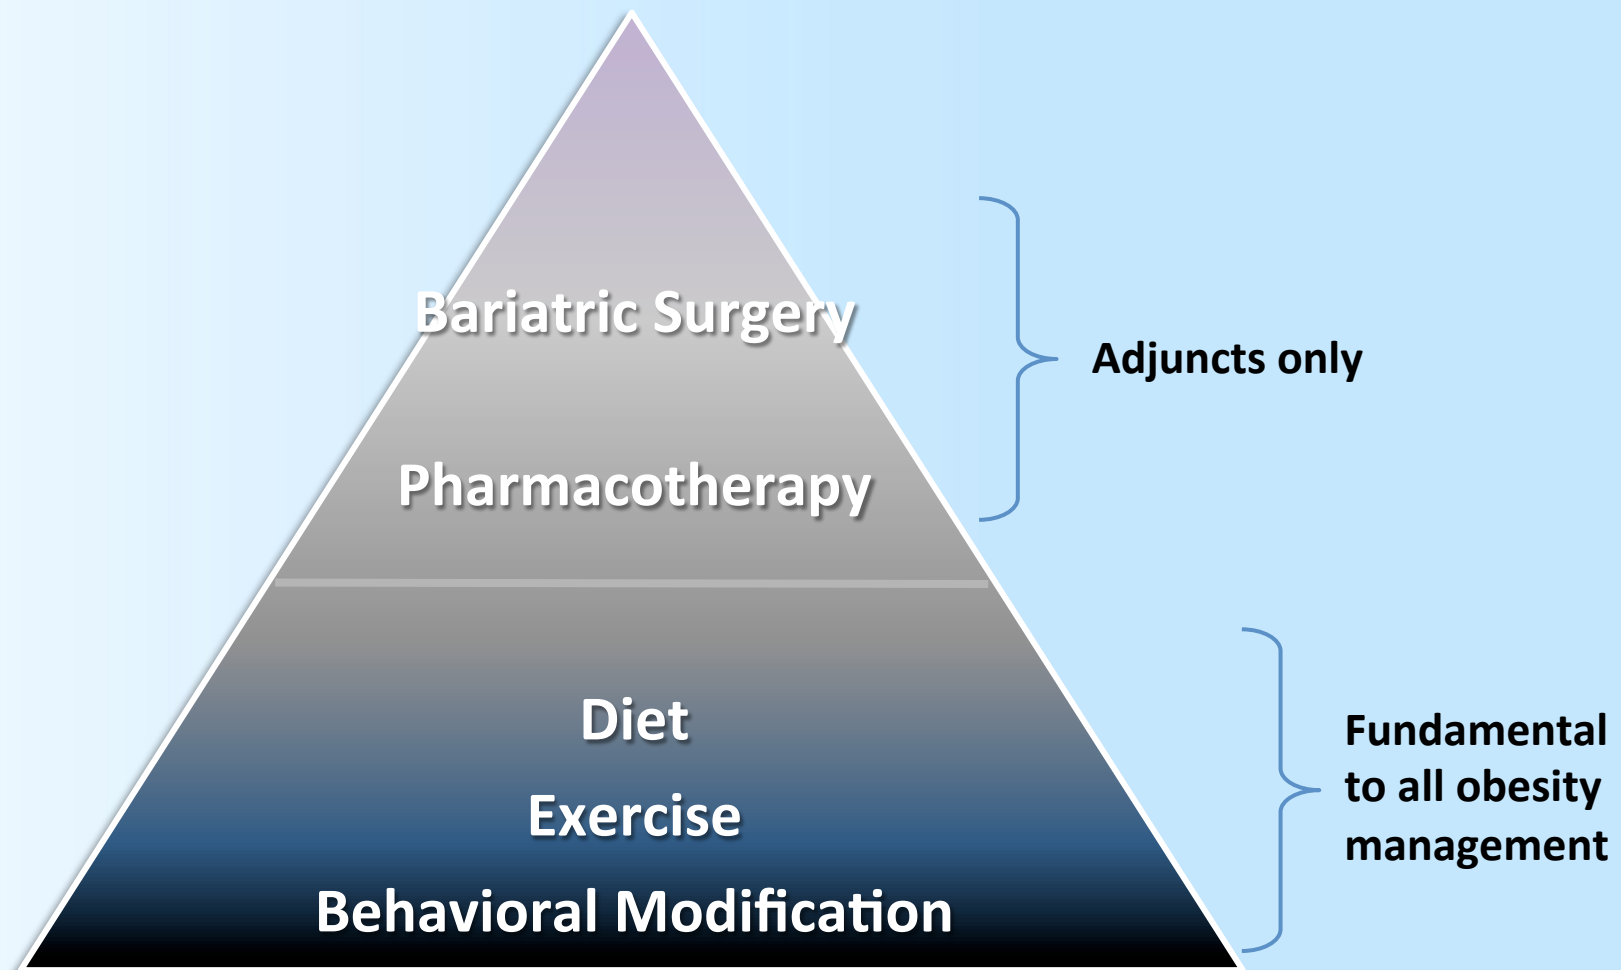 Bariatric Surgery
Adjuncts only
Pharmacotherapy
Diet
Exercise
Behavioral Modification
Fundamental
to all obesity
management